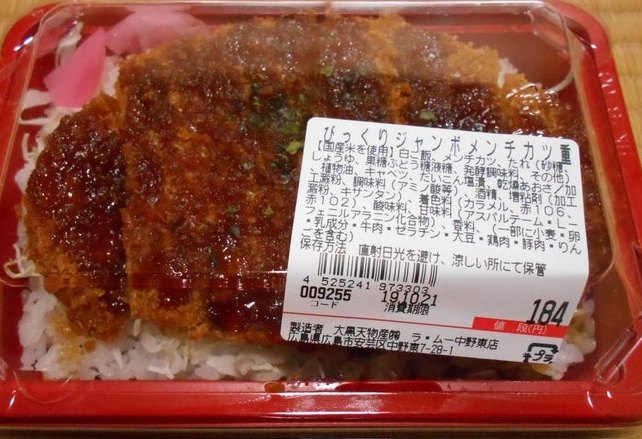 びっくりジャンボメンチカツ重
【国産米を使用】白ご飯、メンチカツ、たれ(砂糖、
しょうゆ、果糖ぶどう糖液糖、発酵調味料、その他)、
植物油、キャベツ、だいこん塩漬、乾燥あおさ／加
工澱粉、調味料(アミノ酸等)、酒精、増粘剤(加工
澱粉、キサンタン)、着色料(カラメル、赤106、
赤102)、酸味料、甘味料(アスパルテーム・L-
フェニルアラニン化合物)、香料、(一部に小麦・卵
・乳成分・牛肉・ゼラチン・大豆・鶏肉・豚肉・りん
ごを含む)
保存方法 直射日光を避け、涼しい所にて保管
4 525241 973303
009255 191021
コード 消費期限
184
値段(円)
製造者 大黒天物産㈱ ラ・ムー中野東店
広島県広島市安芸区中野東7-28-1
プラ